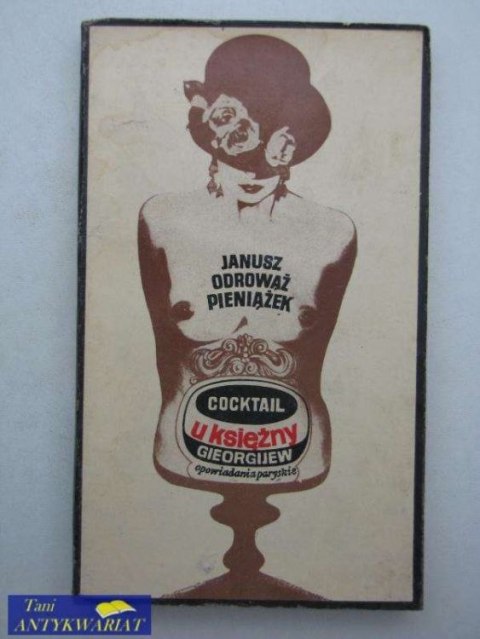 JANUSZ
ODROWĄŻ
PIENIĄŻEK
COCKTAIL
u księżny
GIEORGIJEW
opowiadania paryskie
Tani
ANTYKWARIAT